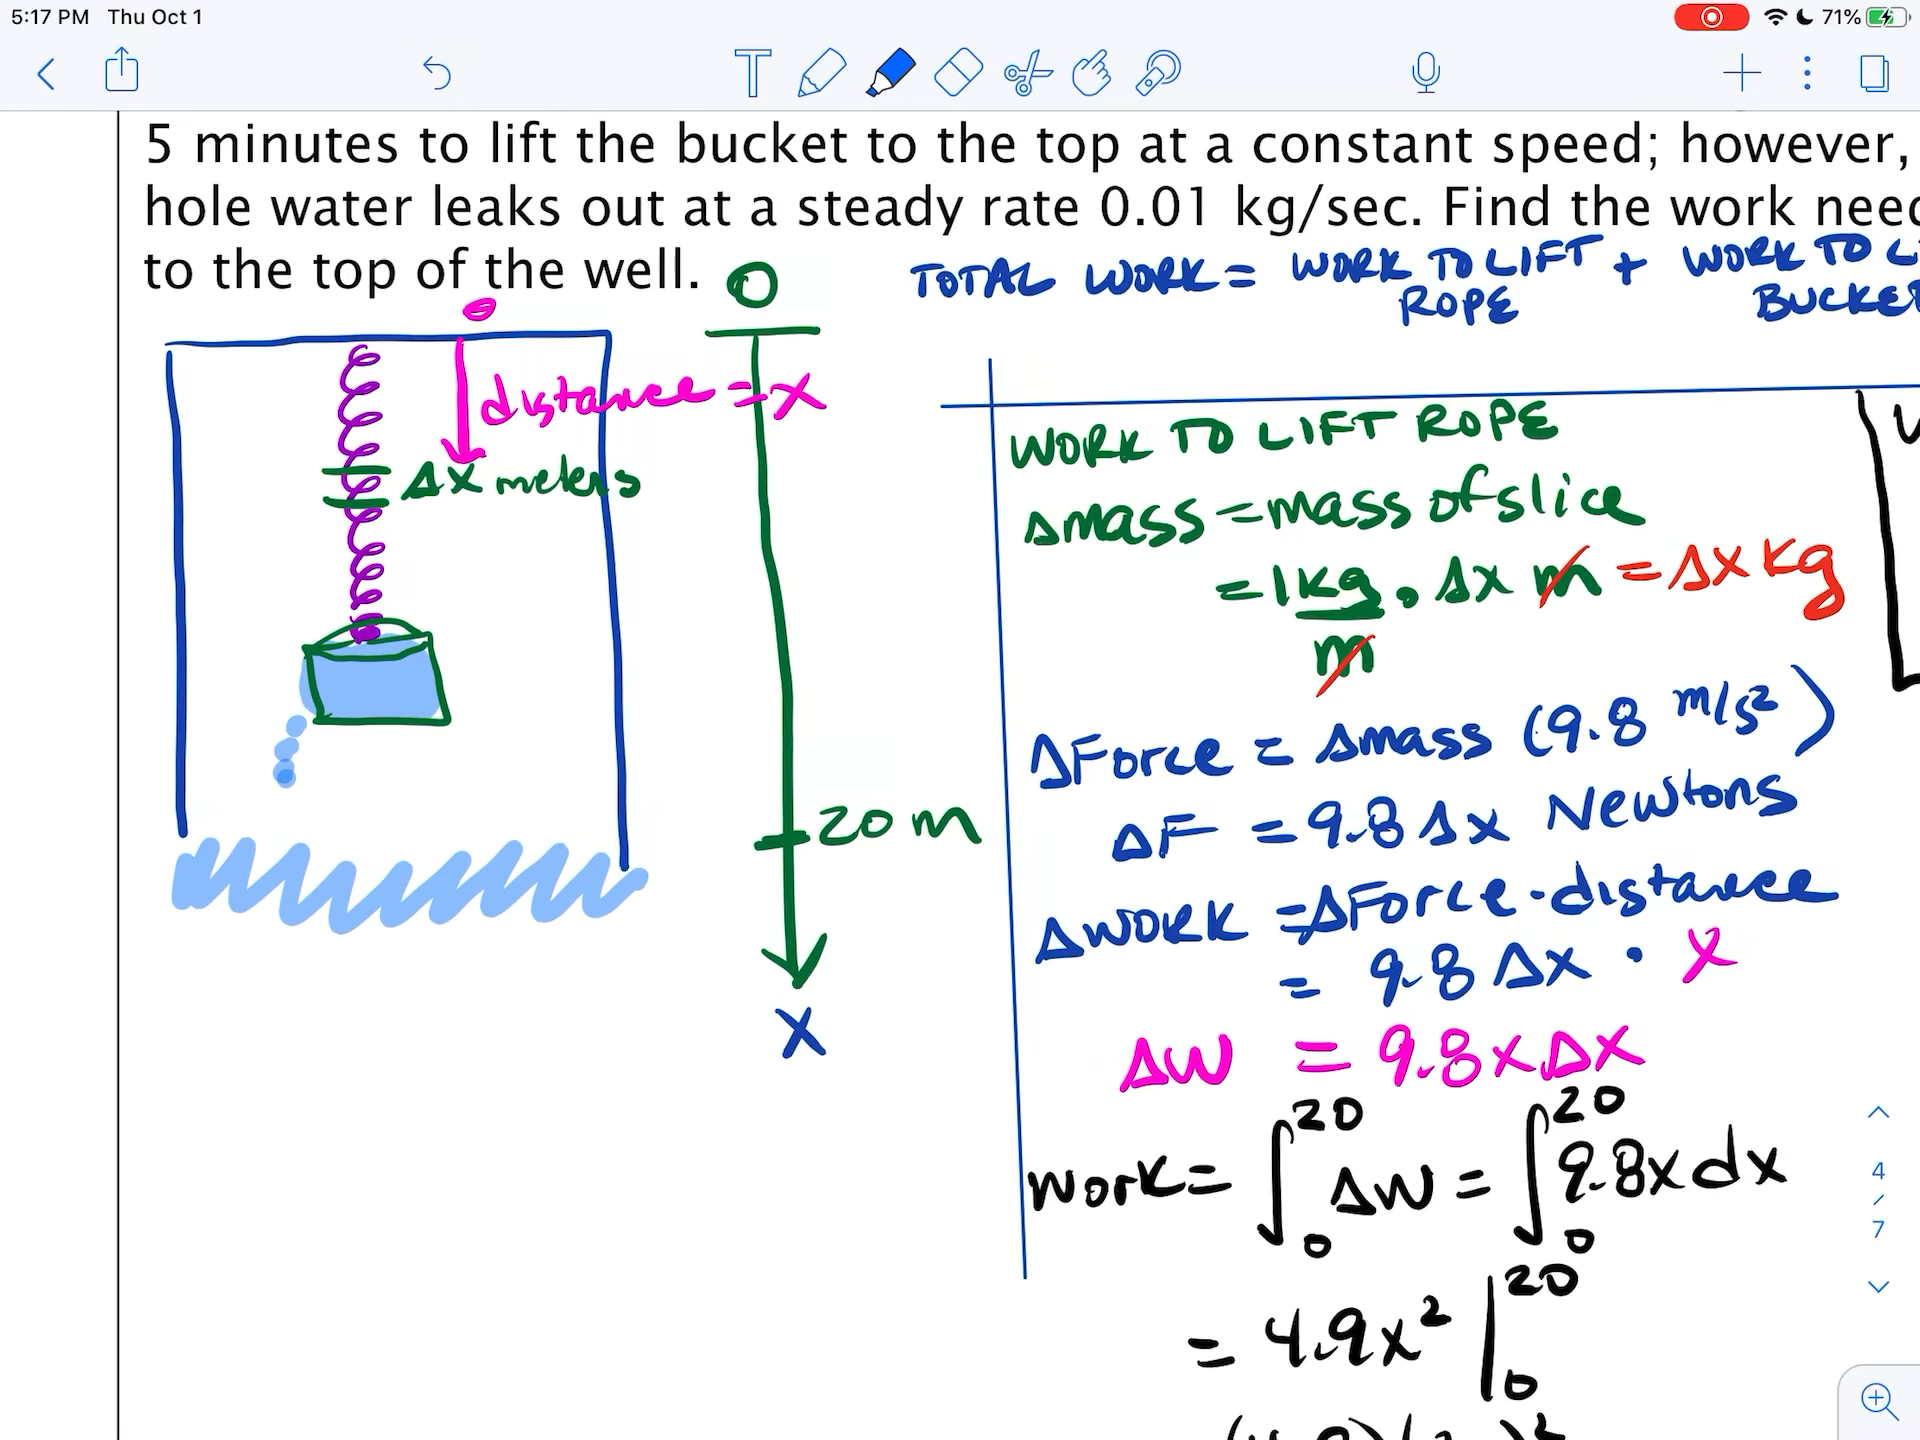 5:17 PM Thu Oct 1
71%
T
5 minutes to lift the bucket to the top at a constant speed; however,
hole water leaks out at a steady rate 0.01 kg/sec. Find the work
to the top of the well.
TOTAL WORK = WORK TO LIFT ROPE + WORK TO
0
0
distance = x
Δx meters
20 m
x
WORK TO LIFT ROPE
Δmass = mass of slice
= 1 kg/m · Δx m = Δx kg
ΔForce = Δmass (9.8 m/s²)
ΔF = 9.8 Δx Newtons
ΔWORK = ΔForce · distance
= 9.8 Δx · x
ΔW = 9.8xΔx
Work = ∫₀²⁰ ΔW = ∫₀²⁰ 9.8x dx
= 4.9x² |₀²⁰
4
/
7